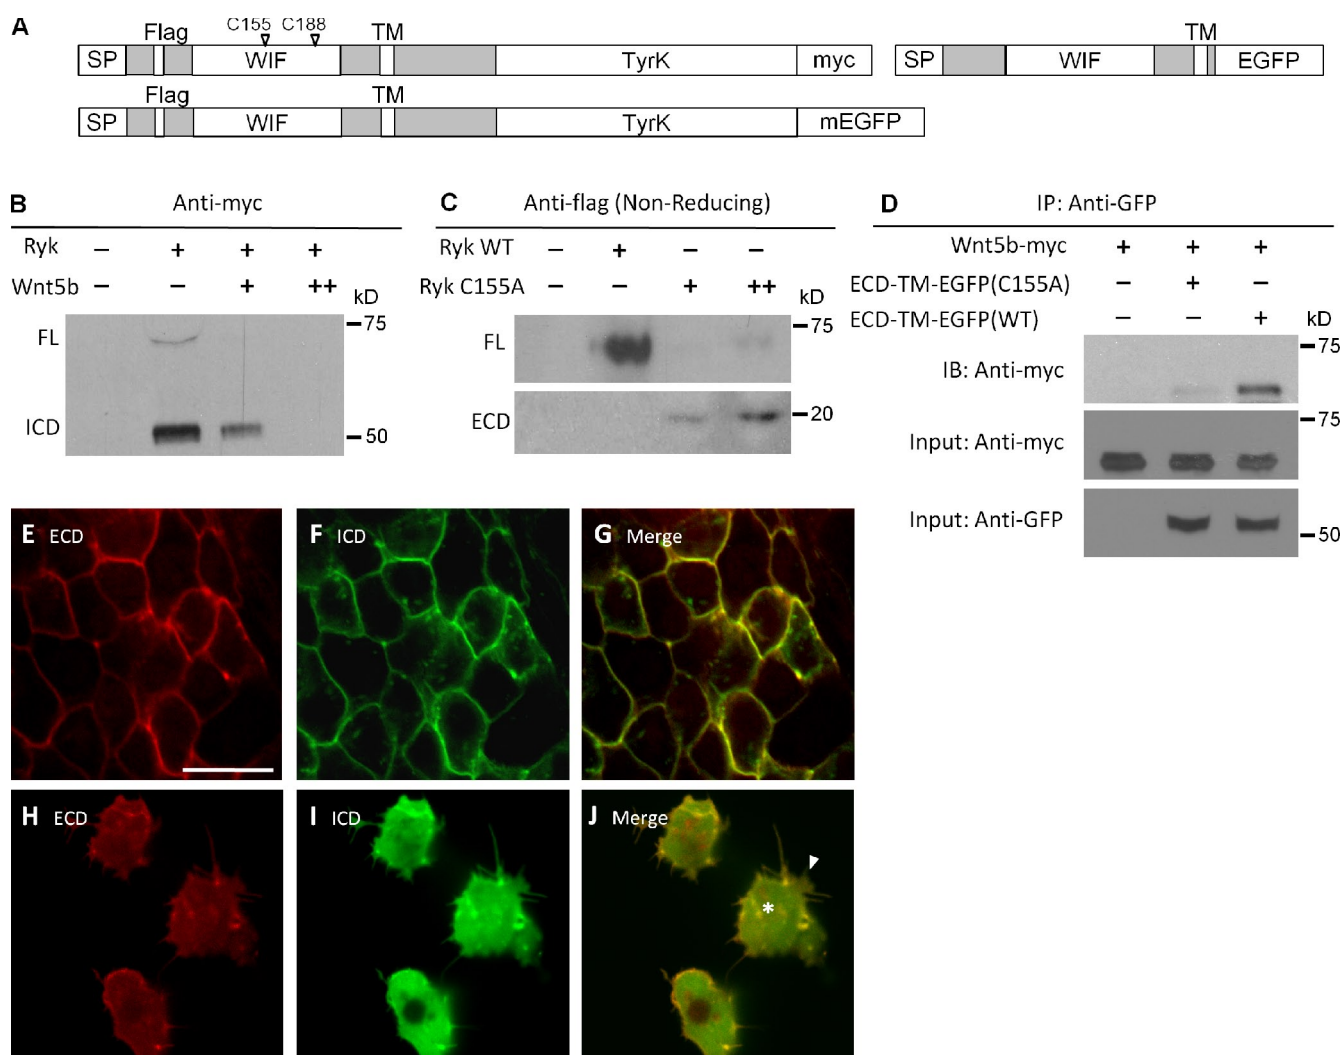 A
Flag C155 C188 TM
SP WIF TyrK myc
TM
SP WIF EGFP
Flag TM
SP WIF TyrK mEGFP
B Anti-myc
Ryk – + + +
Wnt5b – – + ++
kD
FL 75
ICD 50
C Anti-flag (Non-Reducing)
Ryk WT – + – –
Ryk C155A – – + ++
kD
FL 75
ECD 20
D IP: Anti-GFP
Wnt5b-myc + + +
ECD-TM-EGFP(C155A) – + –
ECD-TM-EGFP(WT) – – +
kD
IB: Anti-myc 75
Input: Anti-myc 75
Input: Anti-GFP 50
E ECD
F ICD
G Merge
H ECD
I ICD
J Merge
*